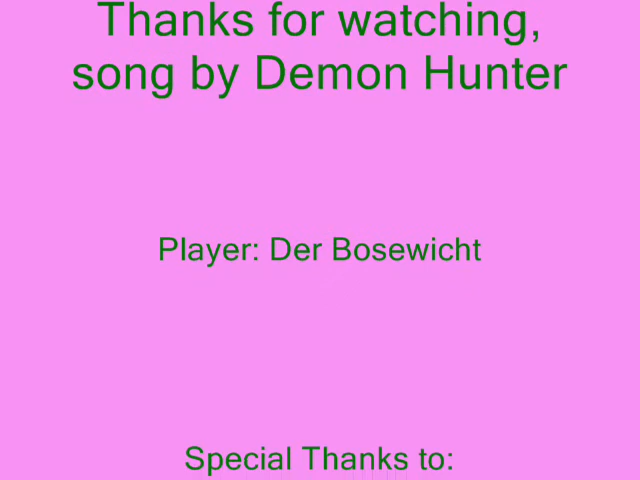 Thanks for watching,
song by Demon Hunter
Player: Der Bosewicht
Special Thanks to: